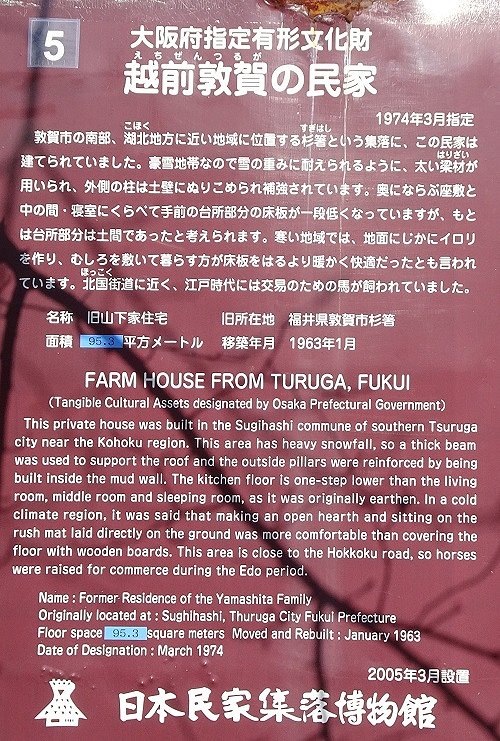 5
大阪府指定有形文化財
えちぜんつるが
越前敦賀の民家
1974年3月指定
こほく すぎはし
敦賀市の南部、湖北地方に近い地域に位置する杉箸という集落に、この民家は
はりざい
建てられていました。豪雪地帯なので雪の重みに耐えられるように、太い梁材が
用いられ、外側の柱は土壁にぬりこめられ補強されています。奥にならぶ座敷と
中の間・寝室にくらべて手前の台所部分の床板が一段低くなっていますが、もと
は台所部分は土間であったと考えられます。寒い地域では、地面にじかにイロリ
を作り、むしろを敷いて暮らす方が床板をはるより暖かく快適だったとも言われ
ほっこく
ています。北国街道に近く、江戸時代には交易のための馬が飼われていました。
名称 旧山下家住宅 旧所在地 福井県敦賀市杉箸
面積 95.3 平方メートル 移築年月 1963年1月
FARM HOUSE FROM TURUGA, FUKUI
(Tangible Cultural Assets designated by Osaka Prefectural Government)
This private house was built in the Sugihashi commune of southern Tsuruga
city near the Kohoku region. This area has heavy snowfall, so a thick beam
was used to support the roof and the outside pillars were reinforced by being
built inside the mud wall. The kitchen floor is one-step lower than the living
room, middle room and sleeping room, as it was originally earthen. In a cold
climate region, it was said that making an open hearth and sitting on the
rush mat laid directly on the ground was more comfortable than covering the
floor with wooden boards. This area is close to the Hokkoku road, so horses
were raised for commerce during the Edo period.
Name : Former Residence of the Yamashita Family
Originally located at : Sughihashi, Thuruga City Fukui Prefecture
Floor space 95.3 square meters Moved and Rebuilt : January 1963
Date of Designation : March 1974
2005年3月設置
日本民家集落博物館